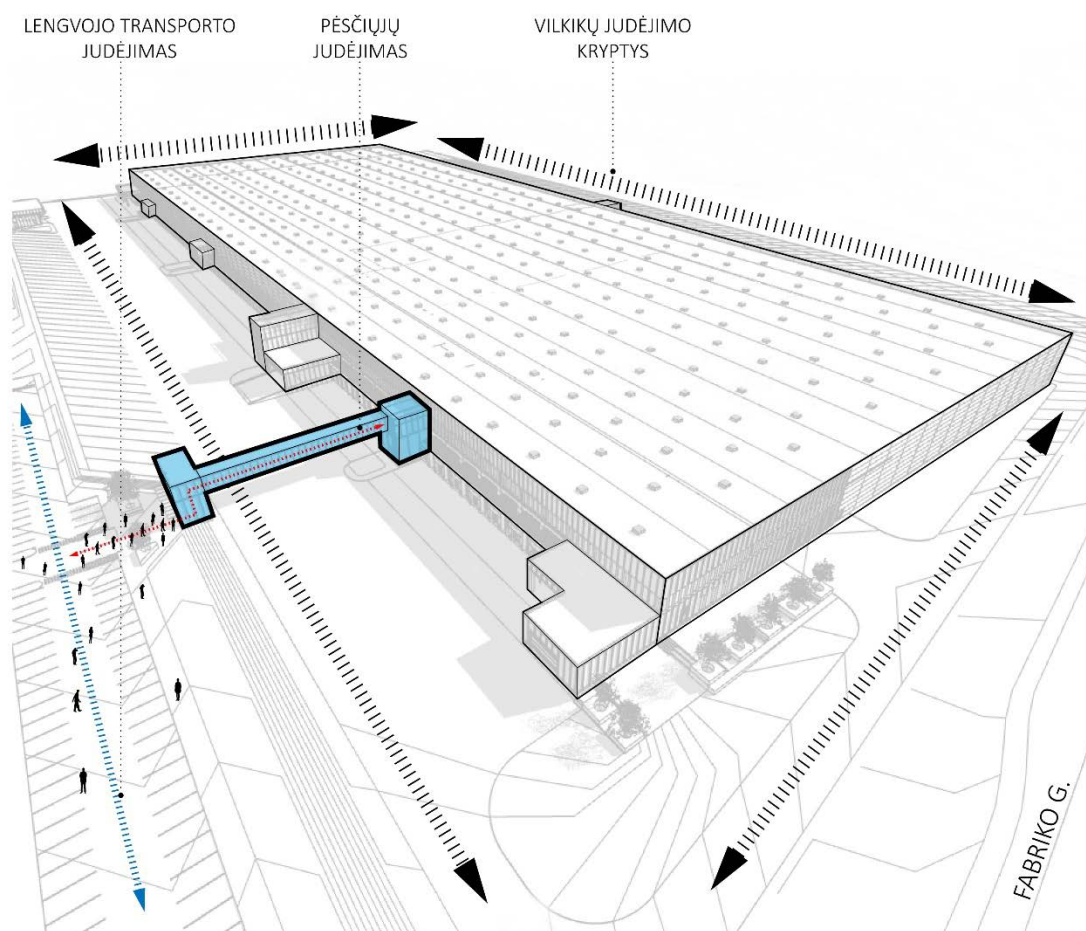 LENGVOJO TRANSPORTO
JUDĖJIMAS
PĖSČIŲJŲ
JUDĖJIMAS
VILKIKŲ JUDĖJIMO
KRYPTYS
FABRIKO G.